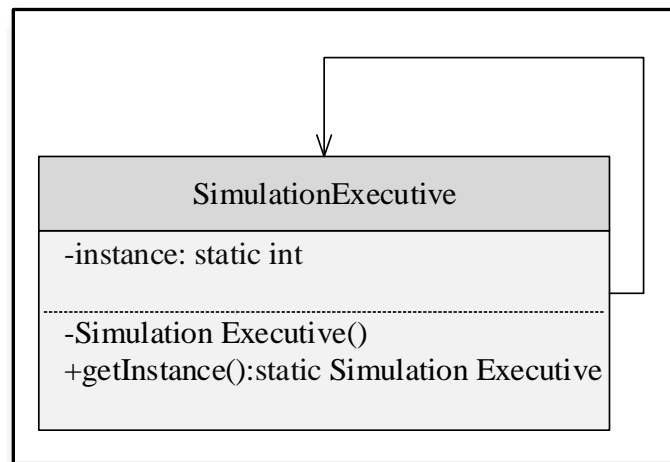 SimulationExecutive
-instance: static int
-Simulation Executive()
+getInstance():static Simulation Executive